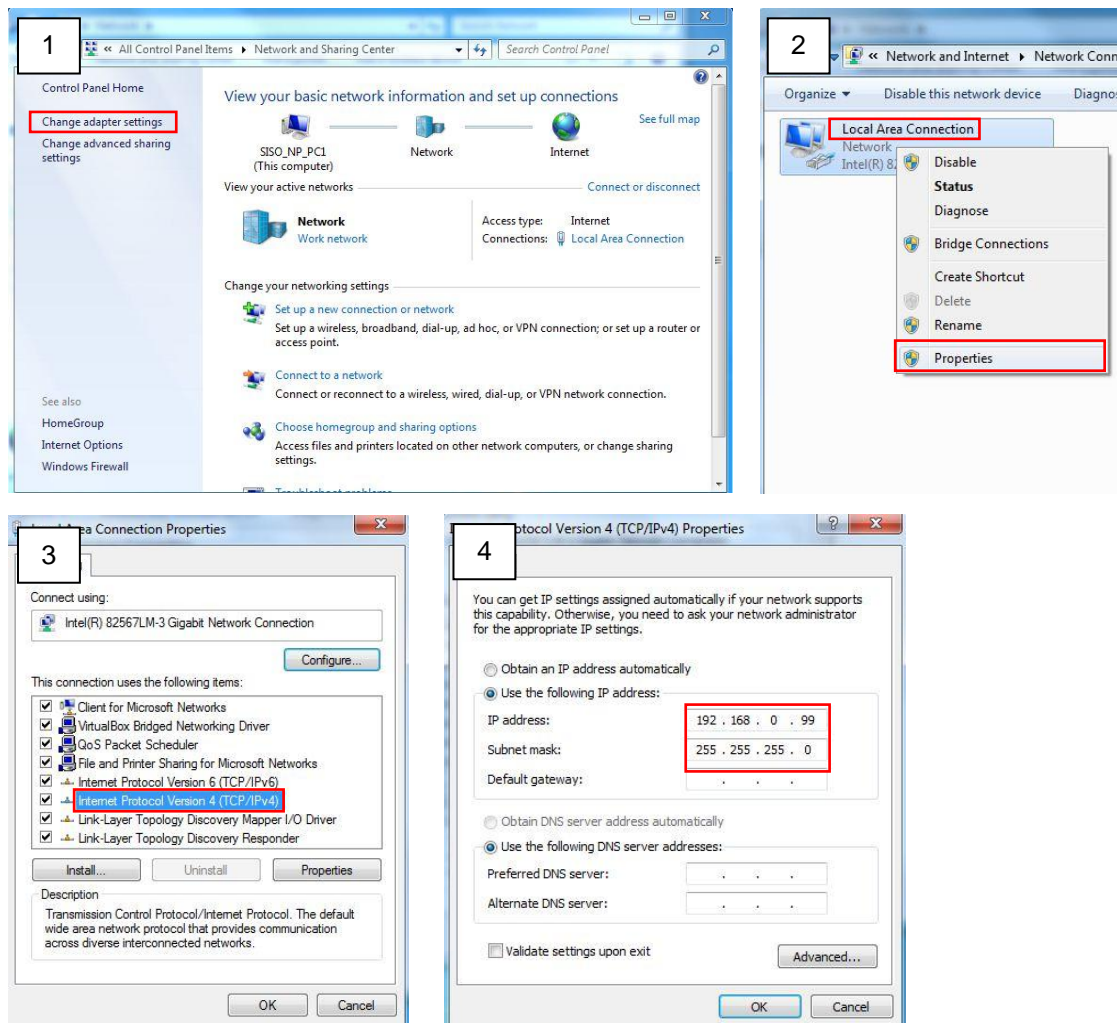 1
« All Control Panel Items ▸ Network and Sharing Center
Search Control Panel
Control Panel Home
Change adapter settings
Change advanced sharing
settings
See also
HomeGroup
Internet Options
Windows Firewall
View your basic network information and set up connections
See full map
SISO_NP_PC1
(This computer)
Network
Internet
View your active networks
Connect or disconnect
Network
Work network
Access type: Internet
Connections: Local Area Connection
Change your networking settings
Set up a new connection or network
Set up a wireless, broadband, dial-up, ad hoc, or VPN connection; or set up a router or
access point.
Connect to a network
Connect or reconnect to a wireless, wired, dial-up, or VPN network connection.
Choose homegroup and sharing options
Access files and printers located on other network computers, or change sharing
settings.
2
« Network and Internet ▸ Network Conn
Organize
Disable this network device
Diagnos
Local Area Connection
Network
Intel(R) 8
Disable
Status
Diagnose
Bridge Connections
Create Shortcut
Delete
Rename
Properties
3
ea Connection Properties
Connect using:
Intel(R) 82567LM-3 Gigabit Network Connection
Configure...
This connection uses the following items:
Client for Microsoft Networks
VirtualBox Bridged Networking Driver
QoS Packet Scheduler
File and Printer Sharing for Microsoft Networks
Internet Protocol Version 6 (TCP/IPv6)
Internet Protocol Version 4 (TCP/IPv4)
Link-Layer Topology Discovery Mapper I/O Driver
Link-Layer Topology Discovery Responder
Install...
Uninstall
Properties
Description
Transmission Control Protocol/Internet Protocol. The default
wide area network protocol that provides communication
across diverse interconnected networks.
OK
Cancel
4
otocol Version 4 (TCP/IPv4) Properties
You can get IP settings assigned automatically if your network supports
this capability. Otherwise, you need to ask your network administrator
for the appropriate IP settings.
Obtain an IP address automatically
Use the following IP address:
IP address: 192 . 168 . 0 . 99
Subnet mask: 255 . 255 . 255 . 0
Default gateway: . . .
Obtain DNS server address automatically
Use the following DNS server addresses:
Preferred DNS server: . . .
Alternate DNS server: . . .
Validate settings upon exit
Advanced...
OK
Cancel